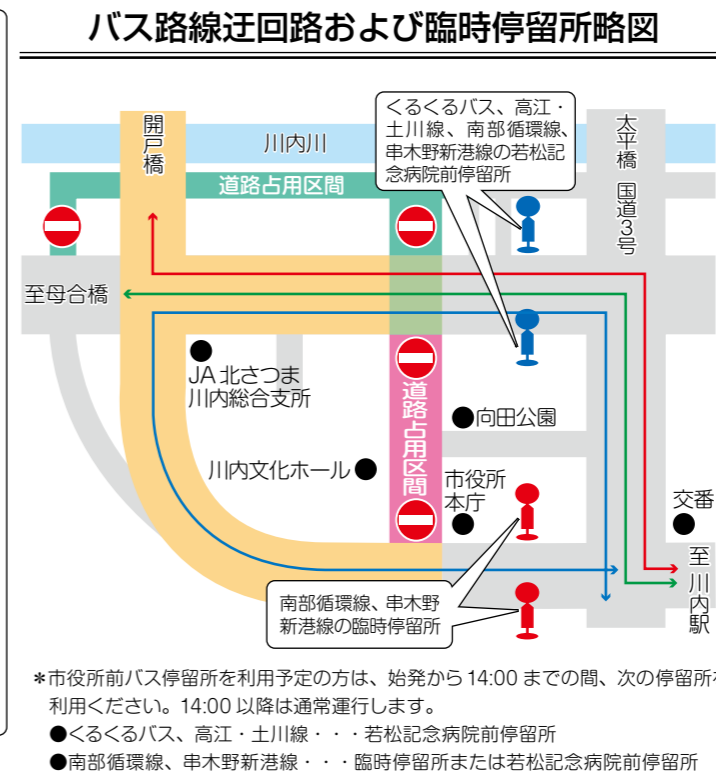 バス路線迂回路および臨時停留所略図
開戸橋
川内川
くるくるバス、高江・
土川線、南部循環線、
串木野新港線の若松記
念病院前停留所
太平橋 国道3号
道路占用区間
至母合橋
JA北さつま
川内総合支所
道路占用区間
向田公園
川内文化ホール
市役所
本庁
交番
至川内駅
南部循環線、串木野
新港線の臨時停留所
*市役所前バス停留所を利用予定の方は、始発から14:00までの間、次の停留所
利用ください。14:00以降は通常運行します。
●くるくるバス、高江・土川線・・・若松記念病院前停留所
●南部循環線、串木野新港線・・・臨時停留所または若松記念病院前停留所